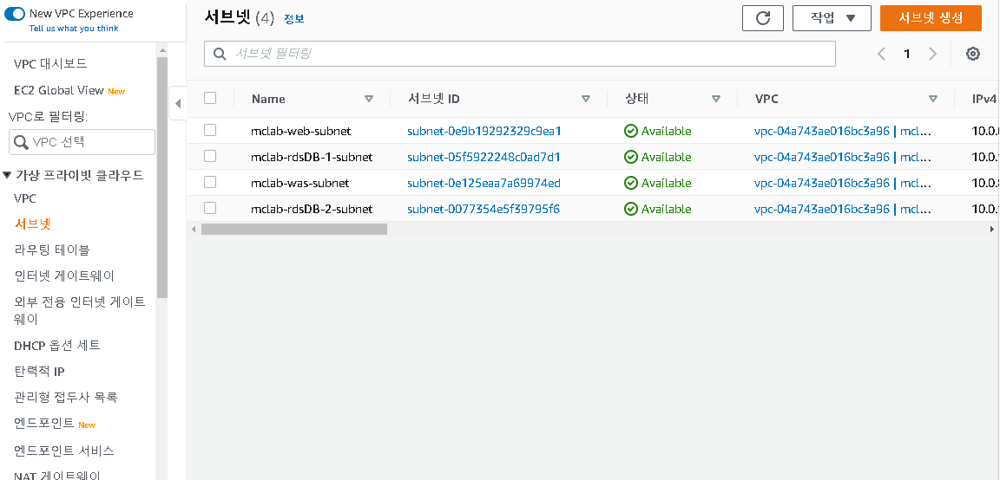 New VPC Experience
Tell us what you think
VPC 대시보드
EC2 Global View New
VPC로 필터링:
VPC 선택
가상 프라이빗 클라우드
VPC
서브넷
라우팅 테이블
인터넷 게이트웨이
외부 전용 인터넷 게이트
웨이
DHCP 옵션 세트
탄력적 IP
관리형 접두사 목록
엔드포인트 New
엔드포인트 서비스
NAT 게이트웨이
서브넷 (4) 정보
작업
서브넷 생성
서브넷 필터링
1
Name 서브넷 ID 상태 VPC IPv4
mclab-web-subnet subnet-0e9b19292329c9ea1 Available vpc-04a743ae016bc3a96 | mcl... 10.0.
mclab-rdsDB-1-subnet subnet-05f5922248c0ad7d1 Available vpc-04a743ae016bc3a96 | mcl... 10.0.
mclab-was-subnet subnet-0e125eaa7a69974ed Available vpc-04a743ae016bc3a96 | mcl... 10.0.
mclab-rdsDB-2-subnet subnet-0077354e5f39795f6 Available vpc-04a743ae016bc3a96 | mcl... 10.0.